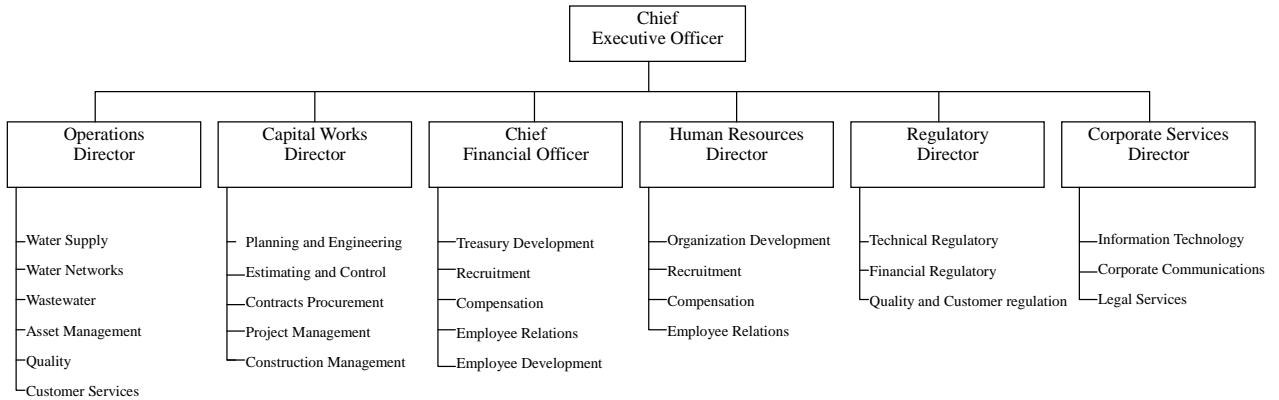 Chief
Executive Officer
Operations
Director
Water Supply
Water Networks
Wastewater
Asset Management
Quality
Customer Services
Capital Works
Director
Planning and Engineering
Estimating and Control
Contracts Procurement
Project Management
Construction Management
Chief
Financial Officer
Treasury Development
Recruitment
Compensation
Employee Relations
Employee Development
Human Resources
Director
Organization Development
Recruitment
Compensation
Employee Relations
Regulatory
Director
Technical Regulatory
Financial Regulatory
Quality and Customer regulation
Corporate Services
Director
Information Technology
Corporate Communications
Legal Services